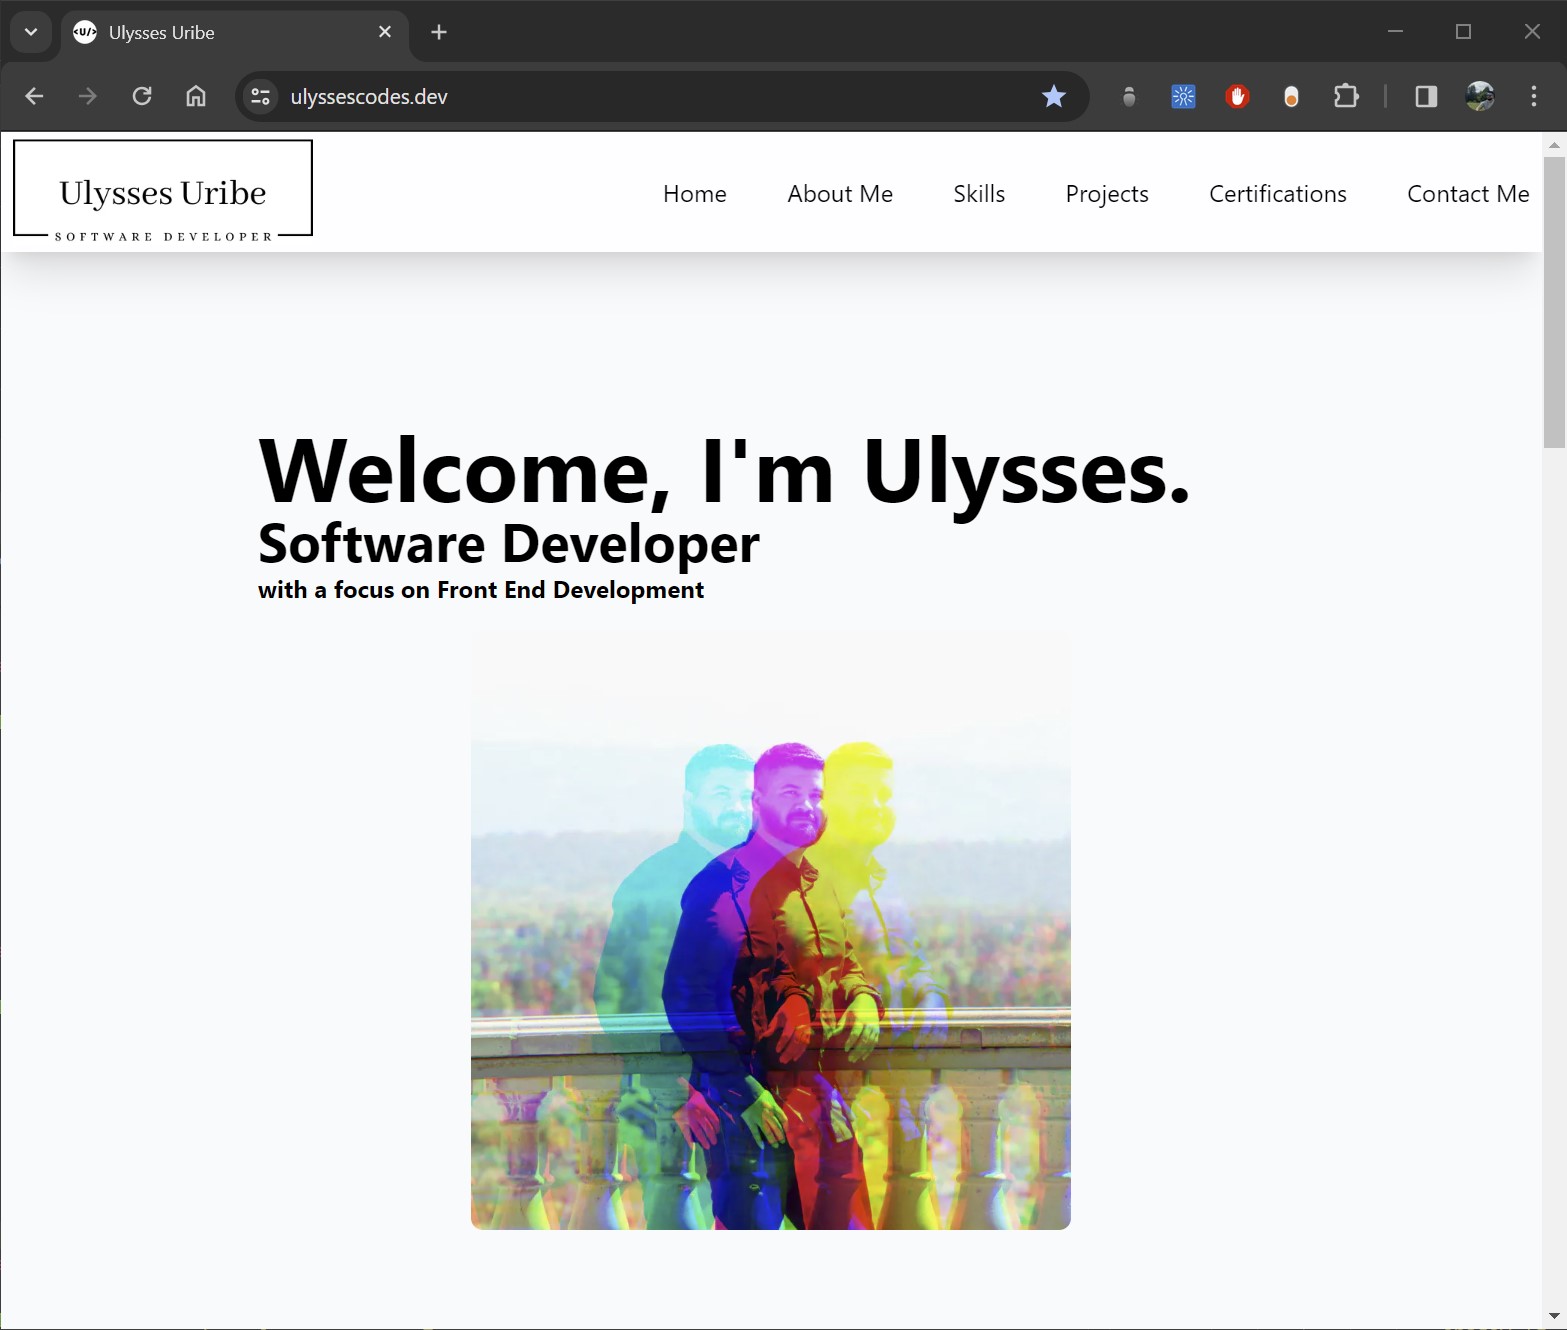 <U/> Ulysses Uribe
ulyssescodes.dev
Ulysses Uribe
SOFTWARE DEVELOPER
Home About Me Skills Projects Certifications Contact Me
Welcome, I'm Ulysses.
Software Developer
with a focus on Front End Development